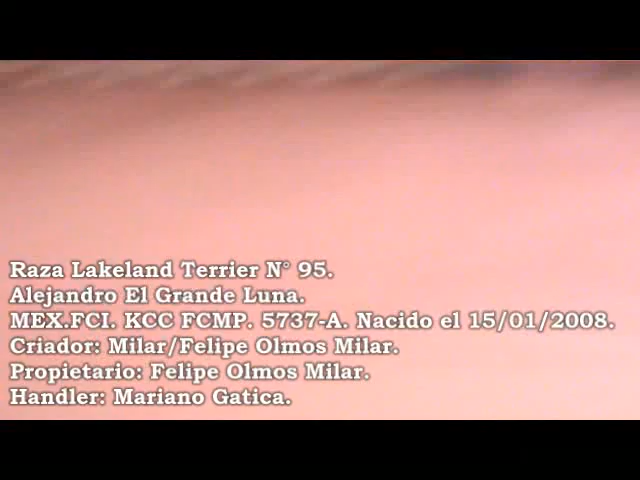 Raza Lakeland Terrier N° 95.
Alejandro El Grande Luna.
MEX.FCI. KCC FCMP. 5737-A. Nacido el 15/01/2008.
Criador: Milar/Felipe Olmos Milar.
Propietario: Felipe Olmos Milar.
Handler: Mariano Gatica.